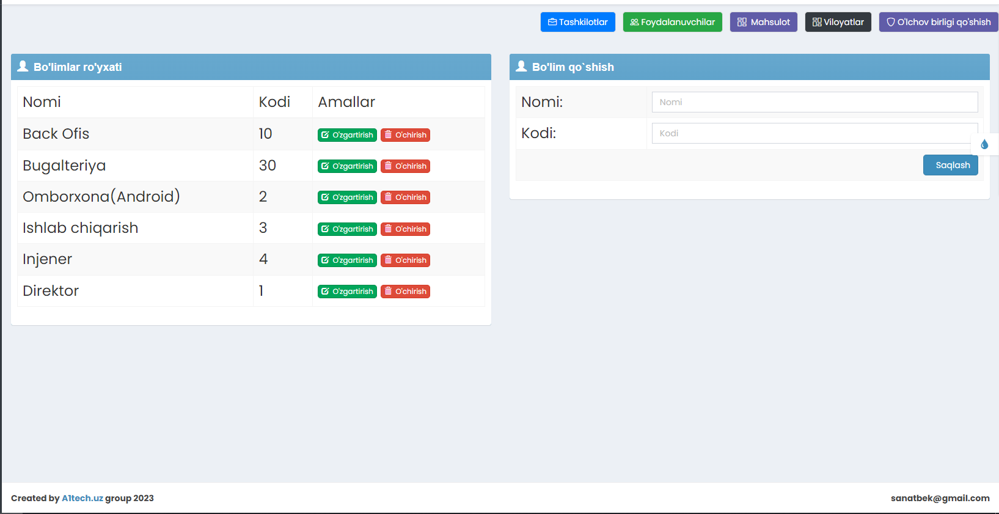 Tashkilotlar Foydalanuvchilar Mahsulot Viloyatlar O'lchov birligi qo'shish
Bo'limlar ro'yxati
Nomi Kodi Amallar
Back Ofis 10 O'zgartirish O'chirish
Bugalteriya 30 O'zgartirish O'chirish
Omborxona(Android) 2 O'zgartirish O'chirish
Ishlab chiqarish 3 O'zgartirish O'chirish
Injener 4 O'zgartirish O'chirish
Direktor 1 O'zgartirish O'chirish
Bo'lim qo`shish
Nomi: Nomi
Kodi: Kodi
Saqlash
Created by A1tech.uz group 2023 sanatbek@gmail.com